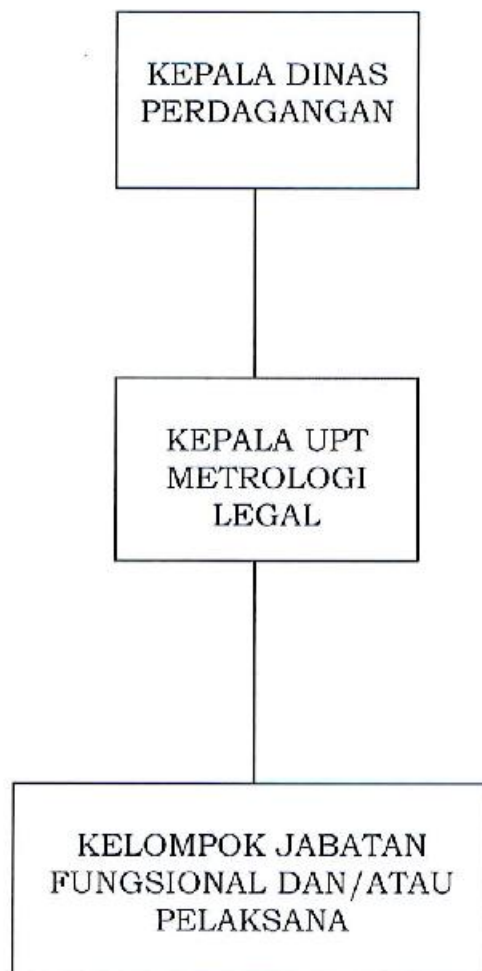 KEPALA DINAS
PERDAGANGAN
KEPALA UPT
METROLOGI
LEGAL
KELOMPOK JABATAN
FUNGSIONAL DAN/ATAU
PELAKSANA